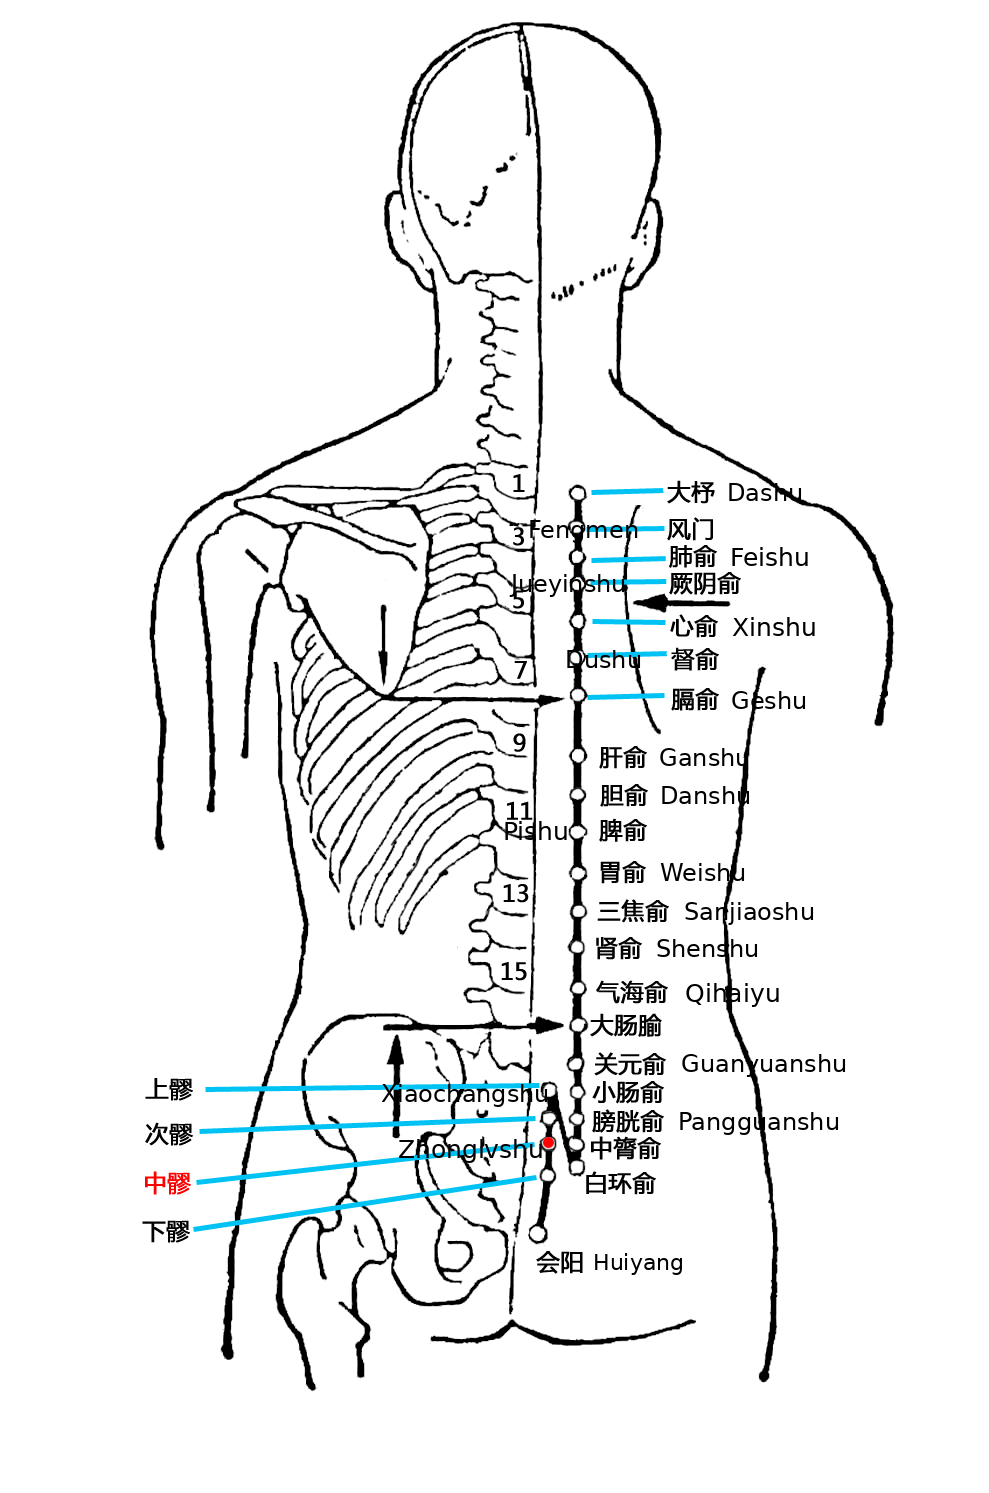 1
大杼 Dashu
3
Fengmen 风门
肺俞 Feishu
Jueyinshu 厥阴俞
5
心俞 Xinshu
Dushu 督俞
7
膈俞 Geshu
9
肝俞 Ganshu
胆俞 Danshu
11
Pishu 脾俞
胃俞 Weishu
13
三焦俞 Sanjiaoshu
肾俞 Shenshu
15
气海俞 Qihaiyu
大肠腧
关元俞 Guanyuanshu
上髎
Xiaochangshu 小肠俞
膀胱俞 Pangguanshu
次髎
Zhonglvshu 中膂俞
中髎
白环俞
下髎
会阳 Huiyang